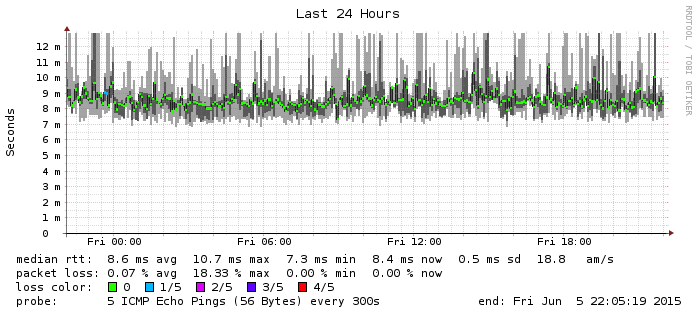 Last 24 Hours
RRDTOOL / TOBI OETIKER
Seconds
12 m
11 m
10 m
9 m
8 m
7 m
6 m
5 m
4 m
3 m
2 m
1 m
0
Fri 00:00 Fri 06:00 Fri 12:00 Fri 18:00
median rtt: 8.6 ms avg 10.7 ms max 7.3 ms min 8.4 ms now 0.5 ms sd 18.8 am/s
packet loss: 0.07 % avg 18.33 % max 0.00 % min 0.00 % now
loss color: 0 1/5 2/5 3/5 4/5
probe: 5 ICMP Echo Pings (56 Bytes) every 300s end: Fri Jun 5 22:05:19 2015